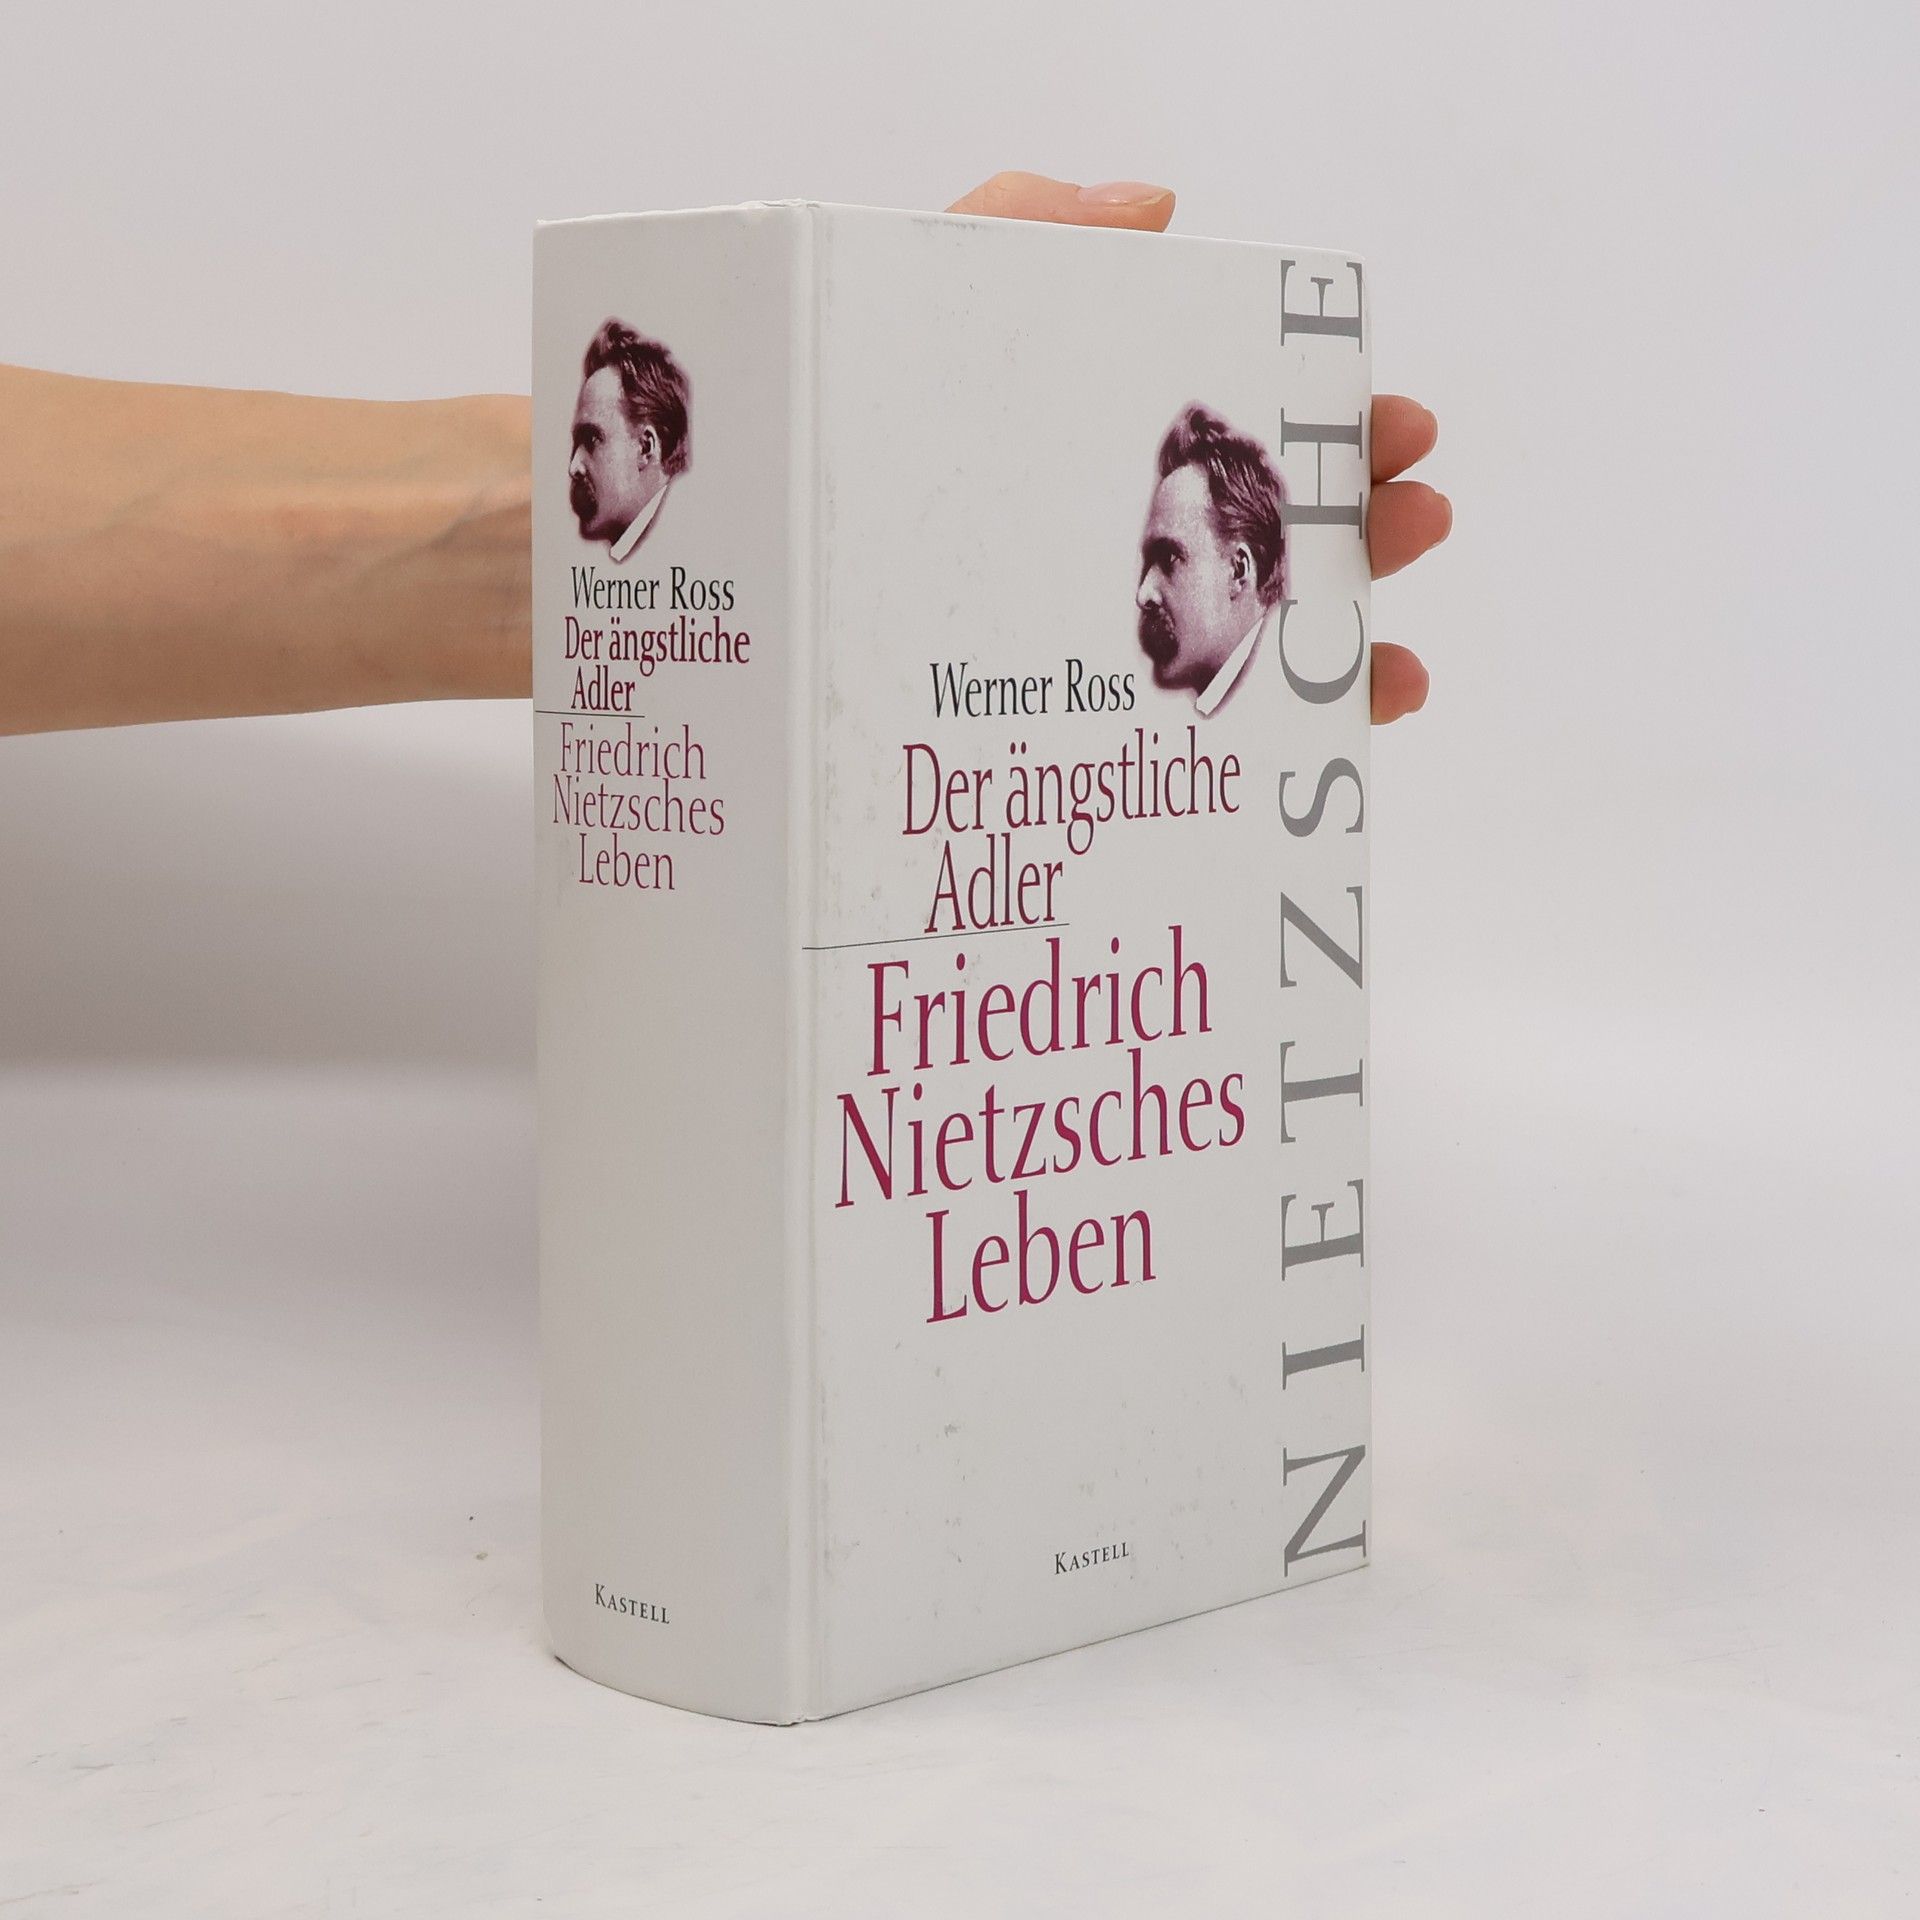 Werner Ross
Der ängstliche
Adler
Friedrich
Nietzsches
Leben
KASTELL
Werner Ross
Der ängstliche
Adler
Friedrich
Nietzsches
Leben
KASTELL
NIETZSCHE